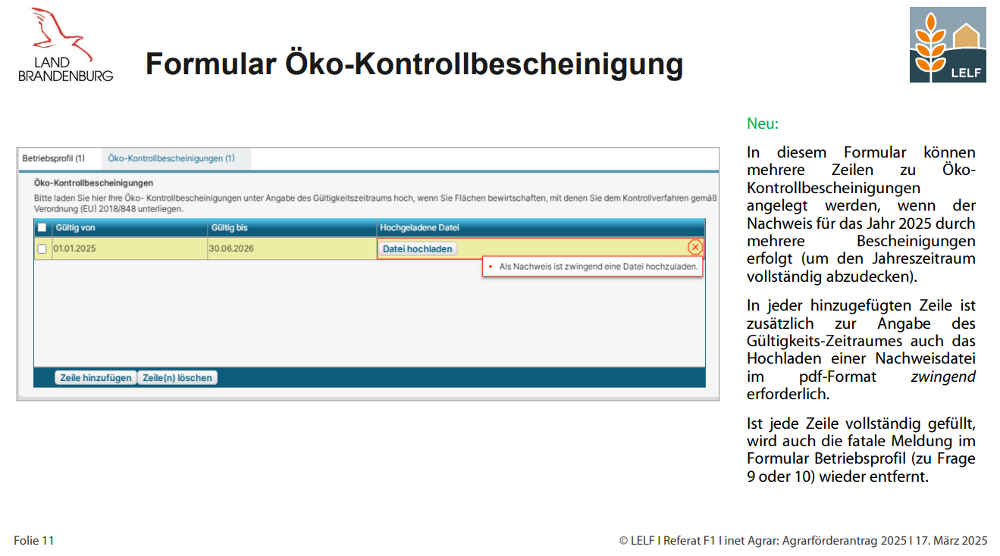 LAND
BRANDENBURG
Formular Öko-Kontrollbescheinigung
LELF
Betriebsprofil (1)
Öko-Kontrollbescheinigungen (1)
Öko-Kontrollbescheinigungen
Bitte laden Sie hier Ihre Öko- Kontrollbescheinigungen unter Angabe des Gültigkeitszeitraums hoch, wenn Sie Flächen bewirtschaften, mit denen Sie dem Kontrollverfahren gemäß
Verordnung (EU) 2018/848 unterliegen.
Gültig von
Gültig bis
Hochgeladene Datei
01.01.2025
30.06.2026
Datei hochladen
• Als Nachweis ist zwingend eine Datei hochzuladen.
Zeile hinzufügen
Zeile(n) löschen
Neu:
In diesem Formular können
mehrere Zeilen zu Öko-
Kontrollbescheinigungen
angelegt werden, wenn der
Nachweis für das Jahr 2025 durch
mehrere Bescheinigungen
erfolgt (um den Jahreszeitraum
vollständig abzudecken).
In jeder hinzugefügten Zeile ist
zusätzlich zur Angabe des
Gültigkeits-Zeitraumes auch das
Hochladen einer Nachweisdatei
im pdf-Format zwingend
erforderlich.
Ist jede Zeile vollständig gefüllt,
wird auch die fatale Meldung im
Formular Betriebsprofil (zu Frage
9 oder 10) wieder entfernt.
Folie 11
© LELF I Referat F1 I inet Agrar: Agrarförderantrag 2025 I 17. März 2025